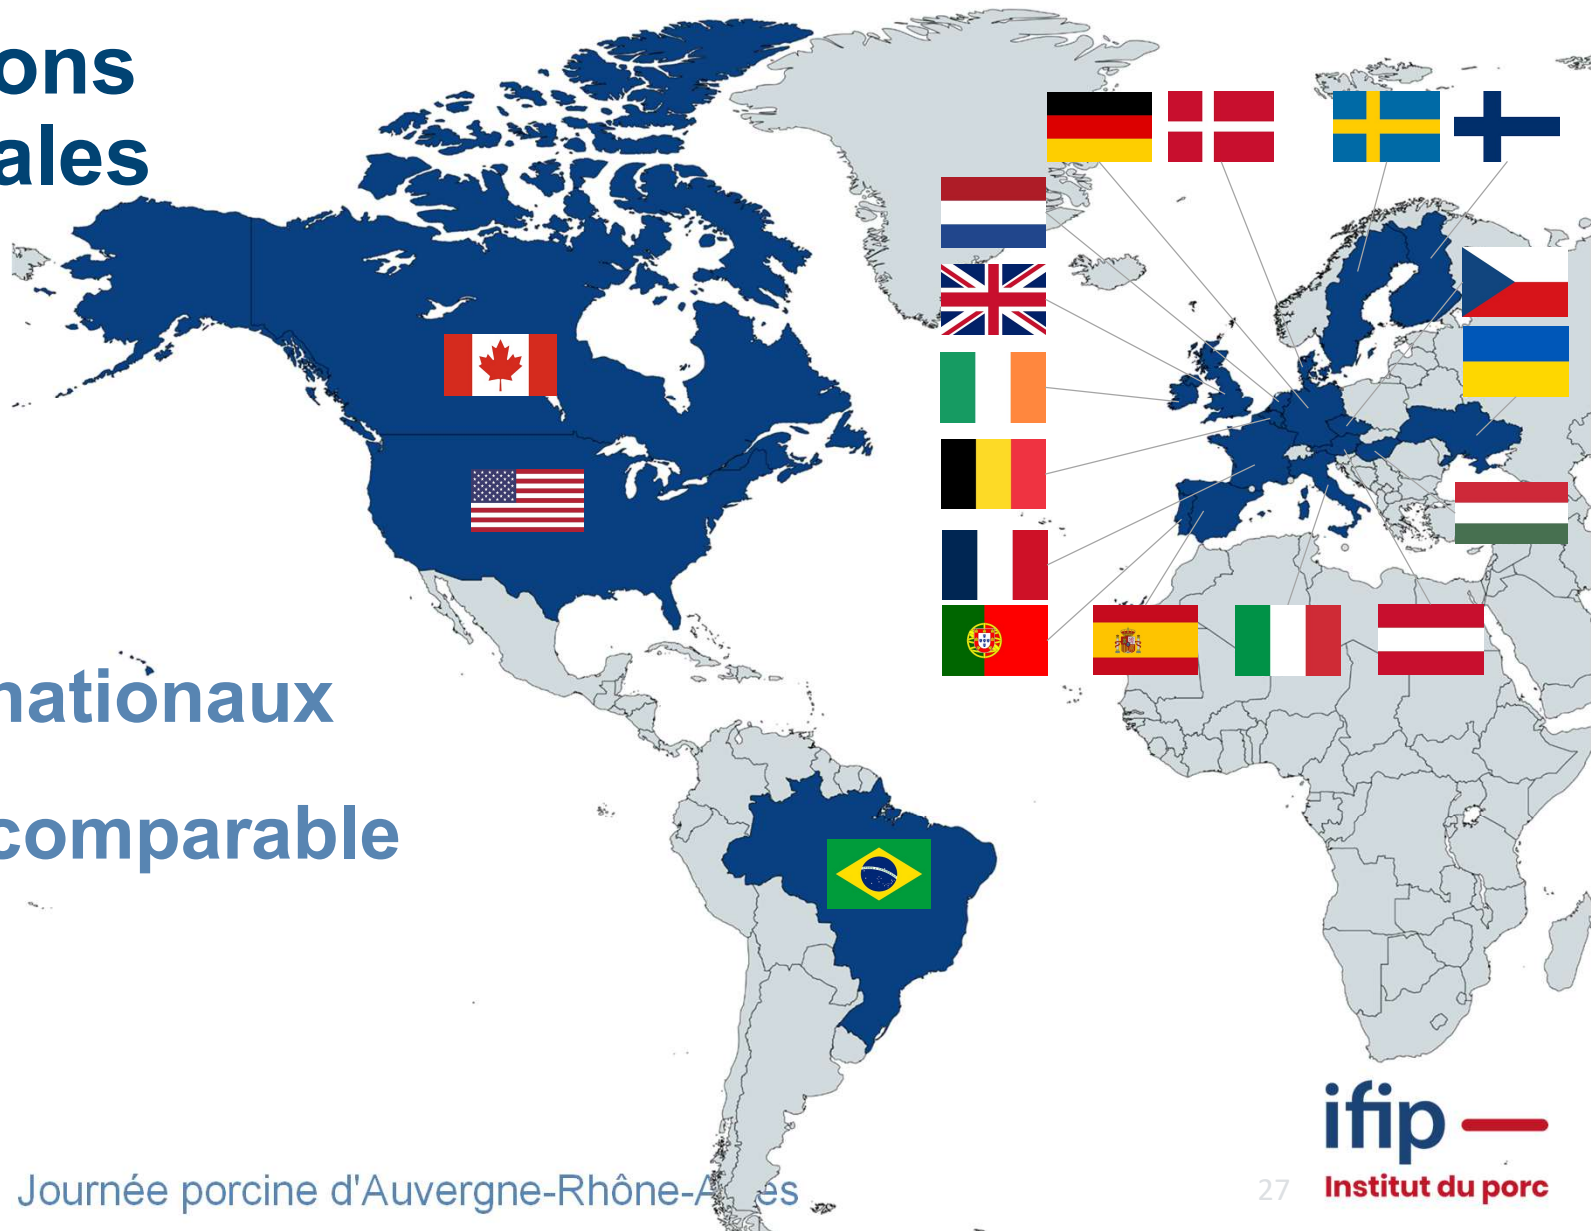 ons
ales
nationaux
comparable
Journée porcine d'Auvergne-Rhône-A es
27
ifip
Institut du porc